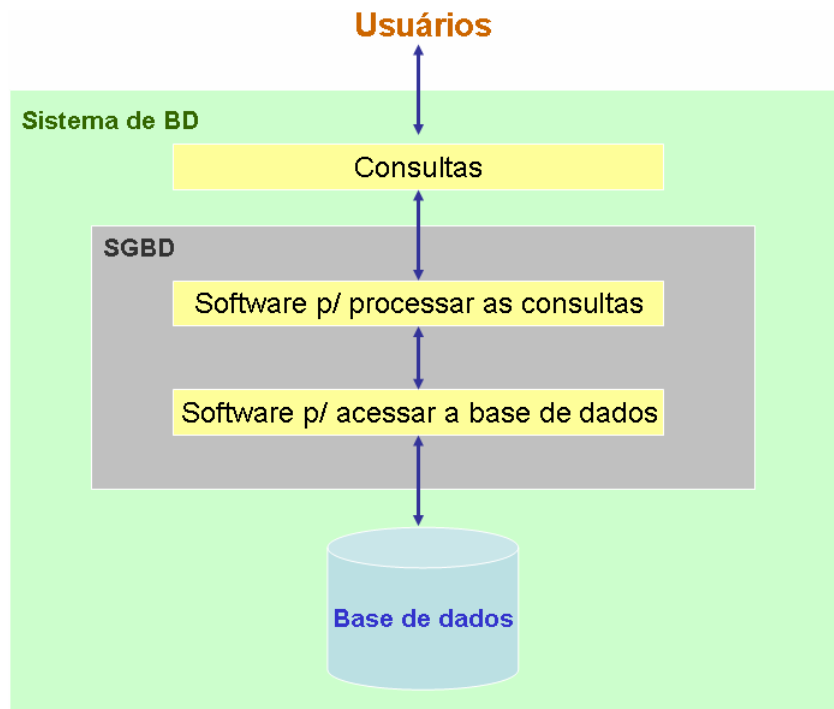 Usuários
Sistema de BD
Consultas
SGBD
Software p/ processar as consultas
Software p/ acessar a base de dados
Base de dados